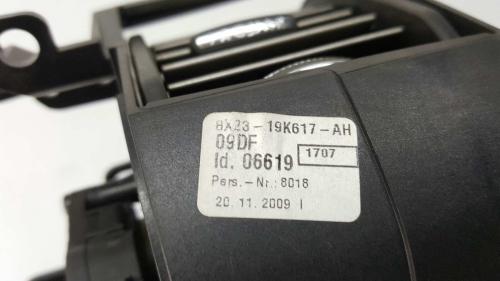 8X23-19K617-AH
09DF
Id. 06619 1707
Pers.-Nr.: 8018
20.11.2009 |